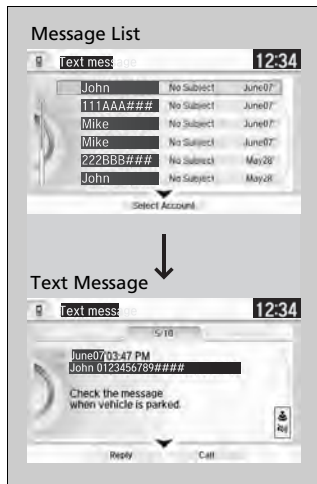 Message List
Text message
12:34
John No Subject June07
111AAA### No Subject June07
Mike No Subject June07
Mike No Subject June07
222BBB### No Subject May28
John No Subject May28
Select Account
Text Message
Text message
12:34
5/10
June07 03:47 PM
John 0123456789####
Check the message
when vehicle is parked.
Reply Call